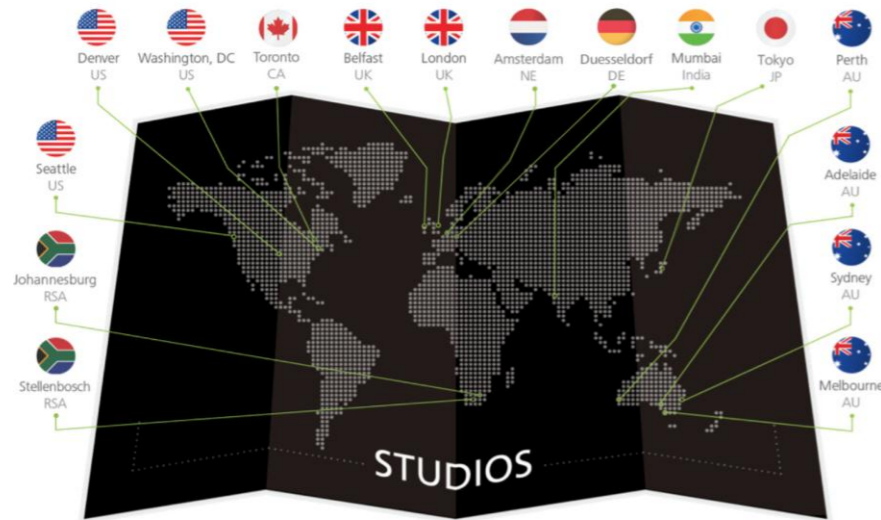 Denver
US
Washington, DC
US
Toronto
CA
Belfast
UK
London
UK
Amsterdam
NE
Duesseldorf
DE
Mumbai
India
Tokyo
JP
Perth
AU
Seattle
US
Adelaide
AU
Johannesburg
RSA
Sydney
AU
Stellenbosch
RSA
Melbourne
AU
STUDIOS